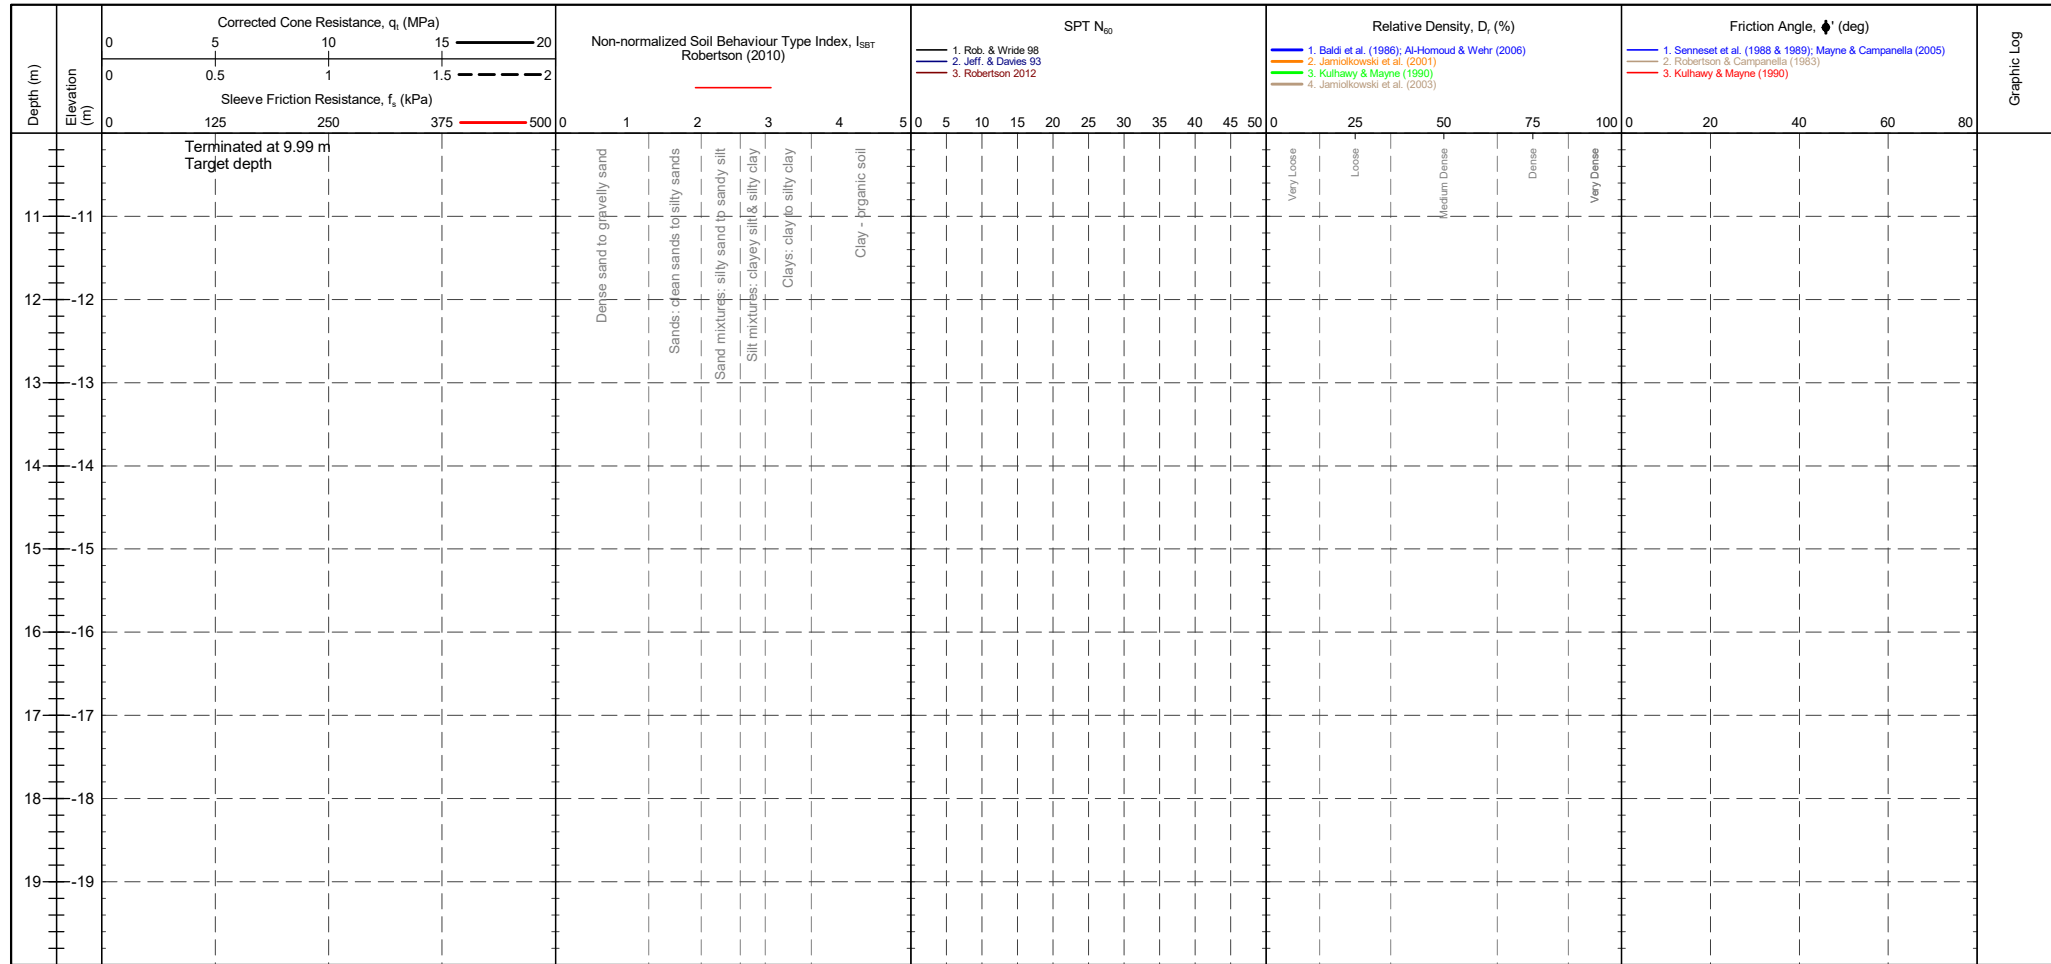 Depth (m)
Elevation
(m)
Corrected Cone Resistance, qt (MPa)
0 5 10 15 20
0 0.5 1 1.5 2
Sleeve Friction Resistance, fs (kPa)
0 125 250 375 500
Non-normalized Soil Behaviour Type Index, ISBT
Robertson (2010)
0 1 2 3 4 5
SPT N60
1. Rob. & Wride 98
2. Jeff. & Davies 93
3. Robertson 2012
0 5 10 15 20 25 30 35 40 45 50
Relative Density, Dr (%)
1. Baldi et al. (1986); Al-Homoud & Wehr (2006)
2. Jamiolkowski et al. (2001)
3. Kulhawy & Mayne (1990)
4. Jamiolkowski et al. (2003)
0 25 50 75 100
Friction Angle, ϕ' (deg)
1. Senneset et al. (1988 & 1989); Mayne & Campanella (2005)
2. Robertson & Campanella (1983)
3. Kulhawy & Mayne (1990)
0 20 40 60 80
Graphic Log
Terminated at 9.99 m
Target depth
Dense sand to gravelly sand
Sands: clean sands to silty sands
Sand mixtures: silty sand to sandy silt
Silt mixtures: clayey silt & silty clay
Clays: clay to silty clay
Clay - organic soil
Very Loose
Loose
Medium Dense
Dense
Very Dense
11 -11
12 -12
13 -13
14 -14
15 -15
16 -16
17 -17
18 -18
19 -19